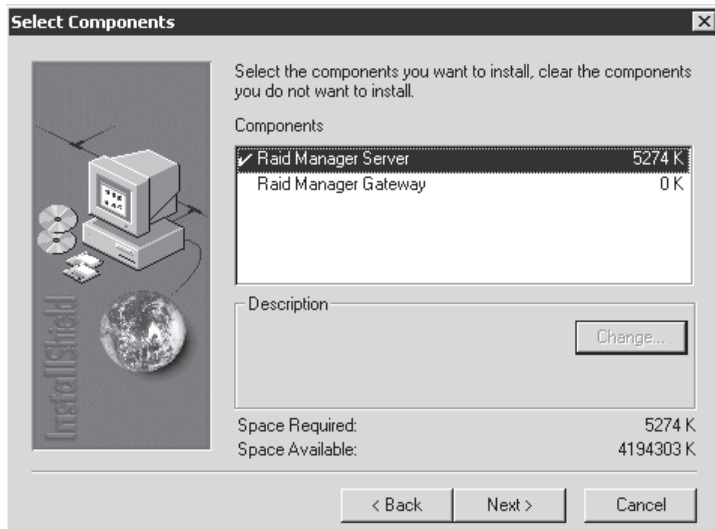 Select Components
Select the components you want to install, clear the components
you do not want to install.
Components
Raid Manager Server 5274 K
Raid Manager Gateway 0 K
Description
Change...
InstallShield
Space Required: 5274 K
Space Available: 4194303 K
< Back Next > Cancel